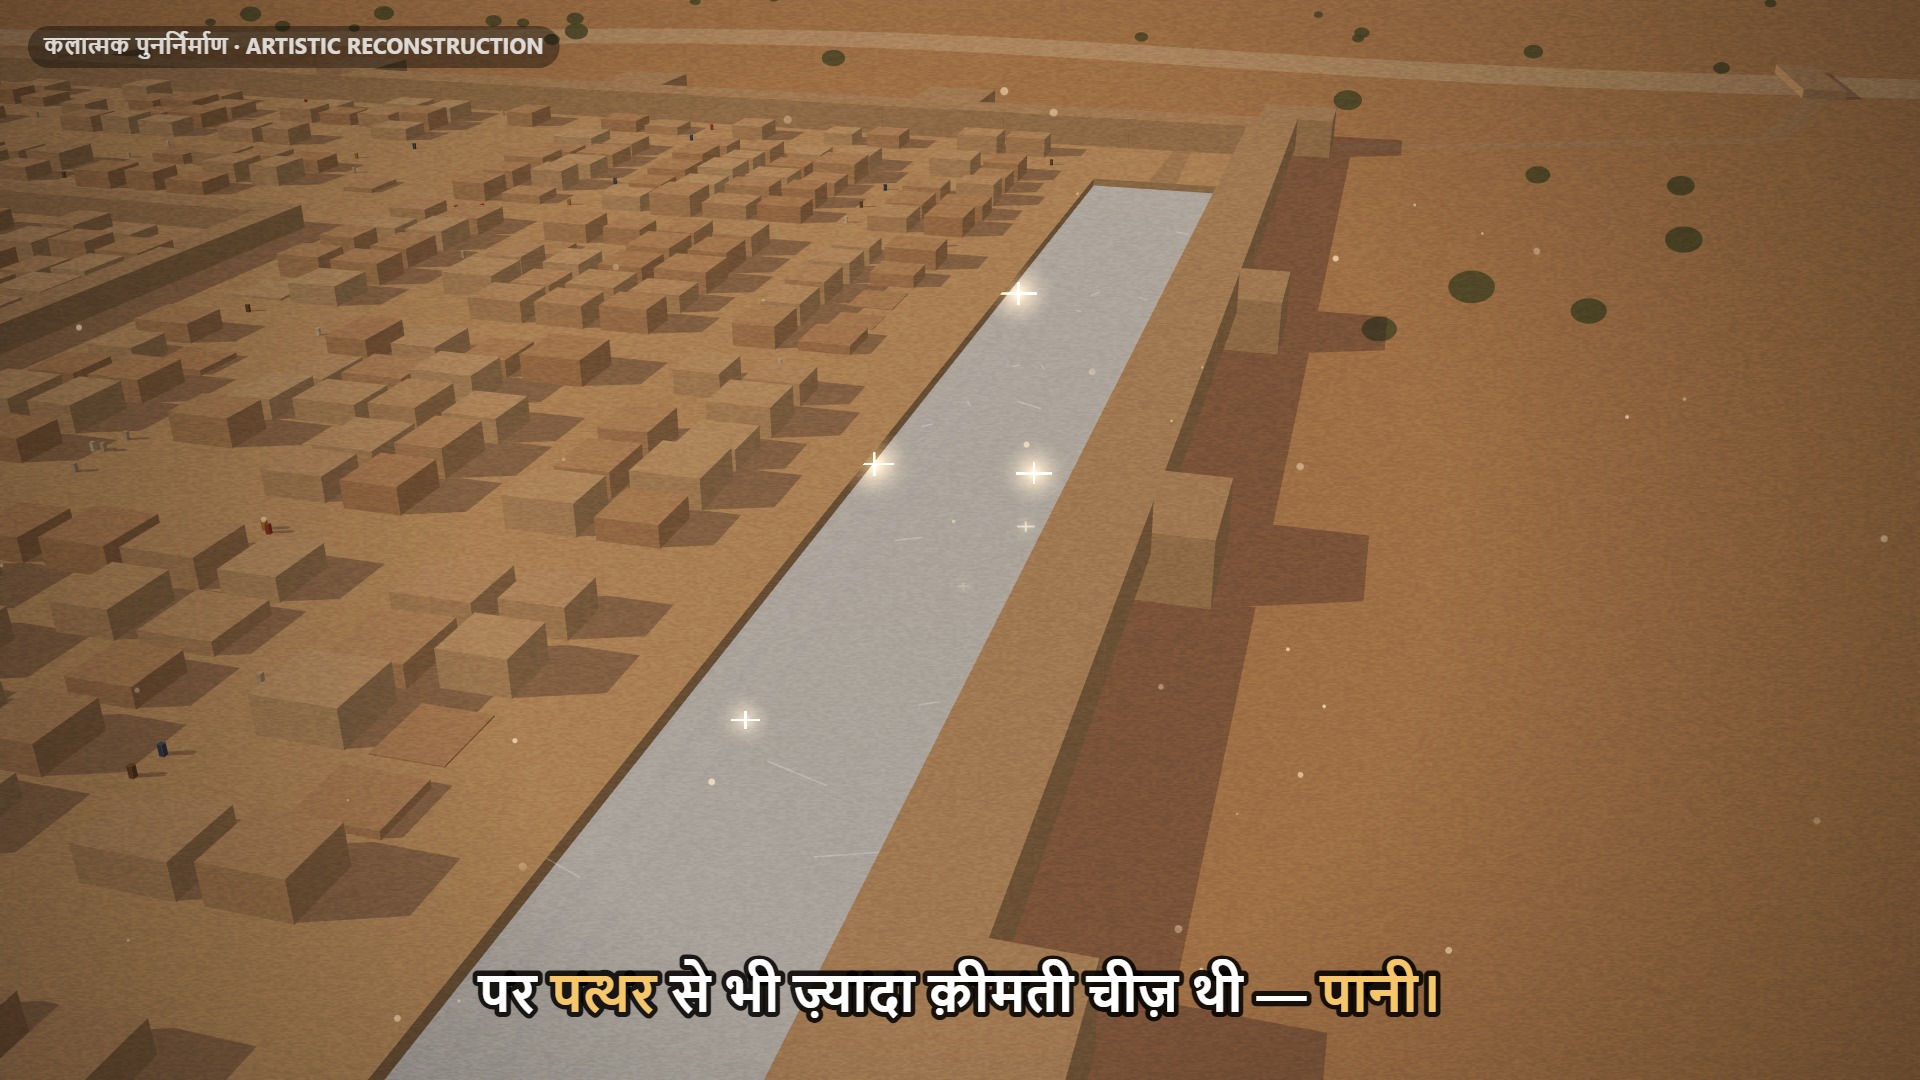 कलात्मक पुनर्निर्माण · ARTISTIC RECONSTRUCTION
पर पत्थर से भी ज़्यादा क़ीमती चीज़ थी — पानी।